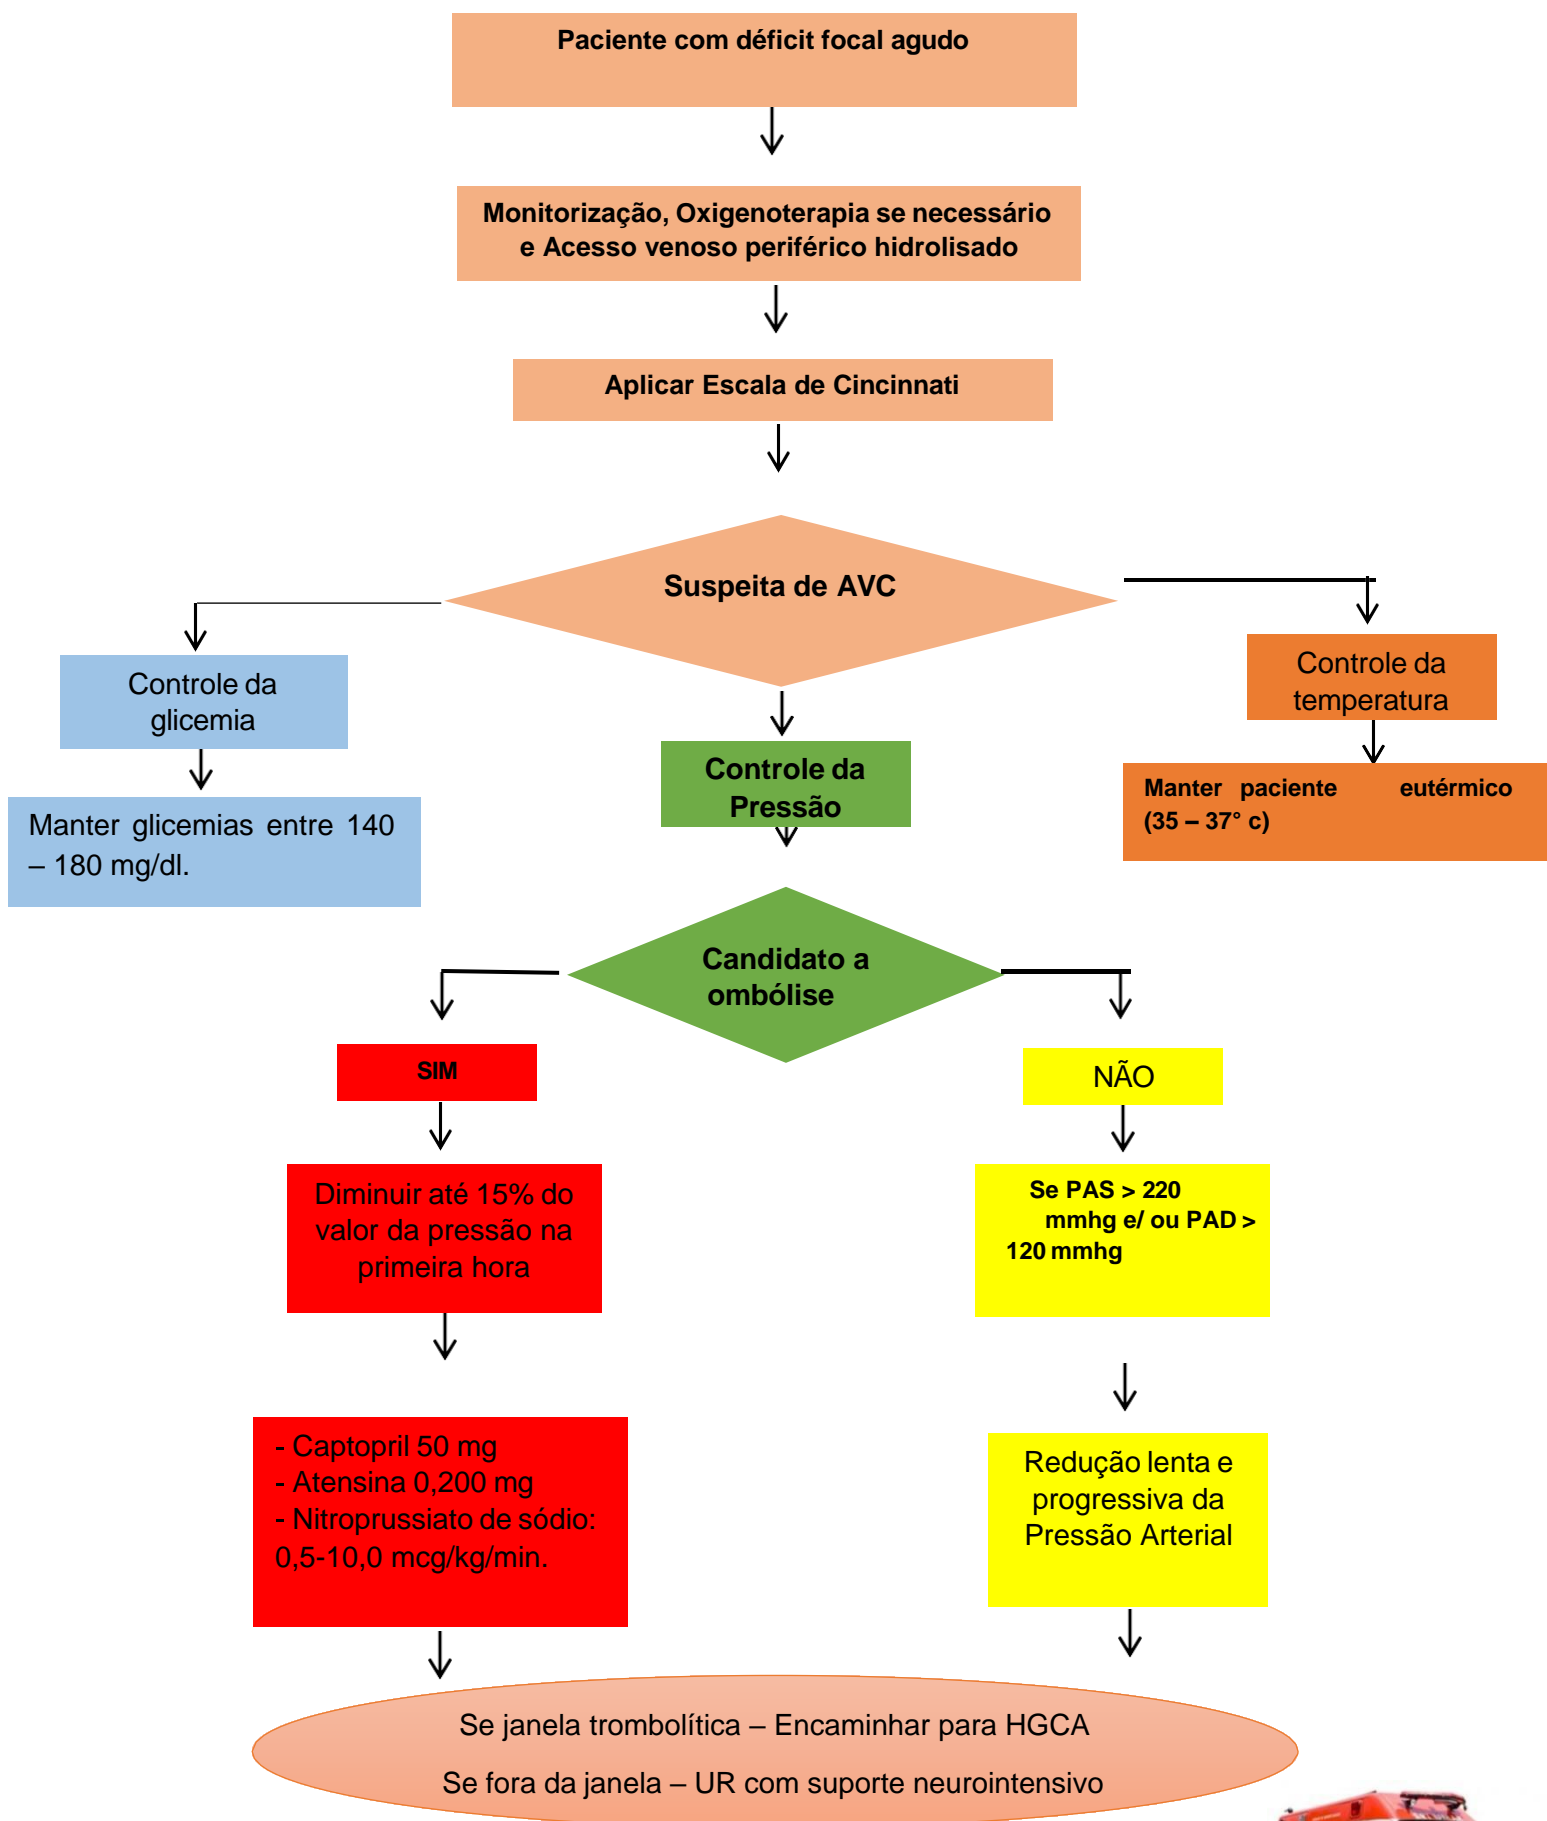 Paciente com déficit focal agudo
Monitorização, Oxigenoterapia se necessário
e Acesso venoso periférico hidrolisado
Aplicar Escala de Cincinnati
Suspeita de AVC
Controle da
glicemia
Manter glicemias entre 140
– 180 mg/dl.
Controle da
Pressão
Controle da
temperatura
Manter paciente eutérmico
(35 – 37° c)
Candidato a
ombólise
SIM
Diminuir até 15% do
valor da pressão na
primeira hora
- Captopril 50 mg
- Atensina 0,200 mg
- Nitroprussiato de sódio:
0,5-10,0 mcg/kg/min.
NÃO
Se PAS > 220
mmhg e/ ou PAD >
120 mmhg
Redução lenta e
progressiva da
Pressão Arterial
Se janela trombolítica – Encaminhar para HGCA
Se fora da janela – UR com suporte neurointensivo